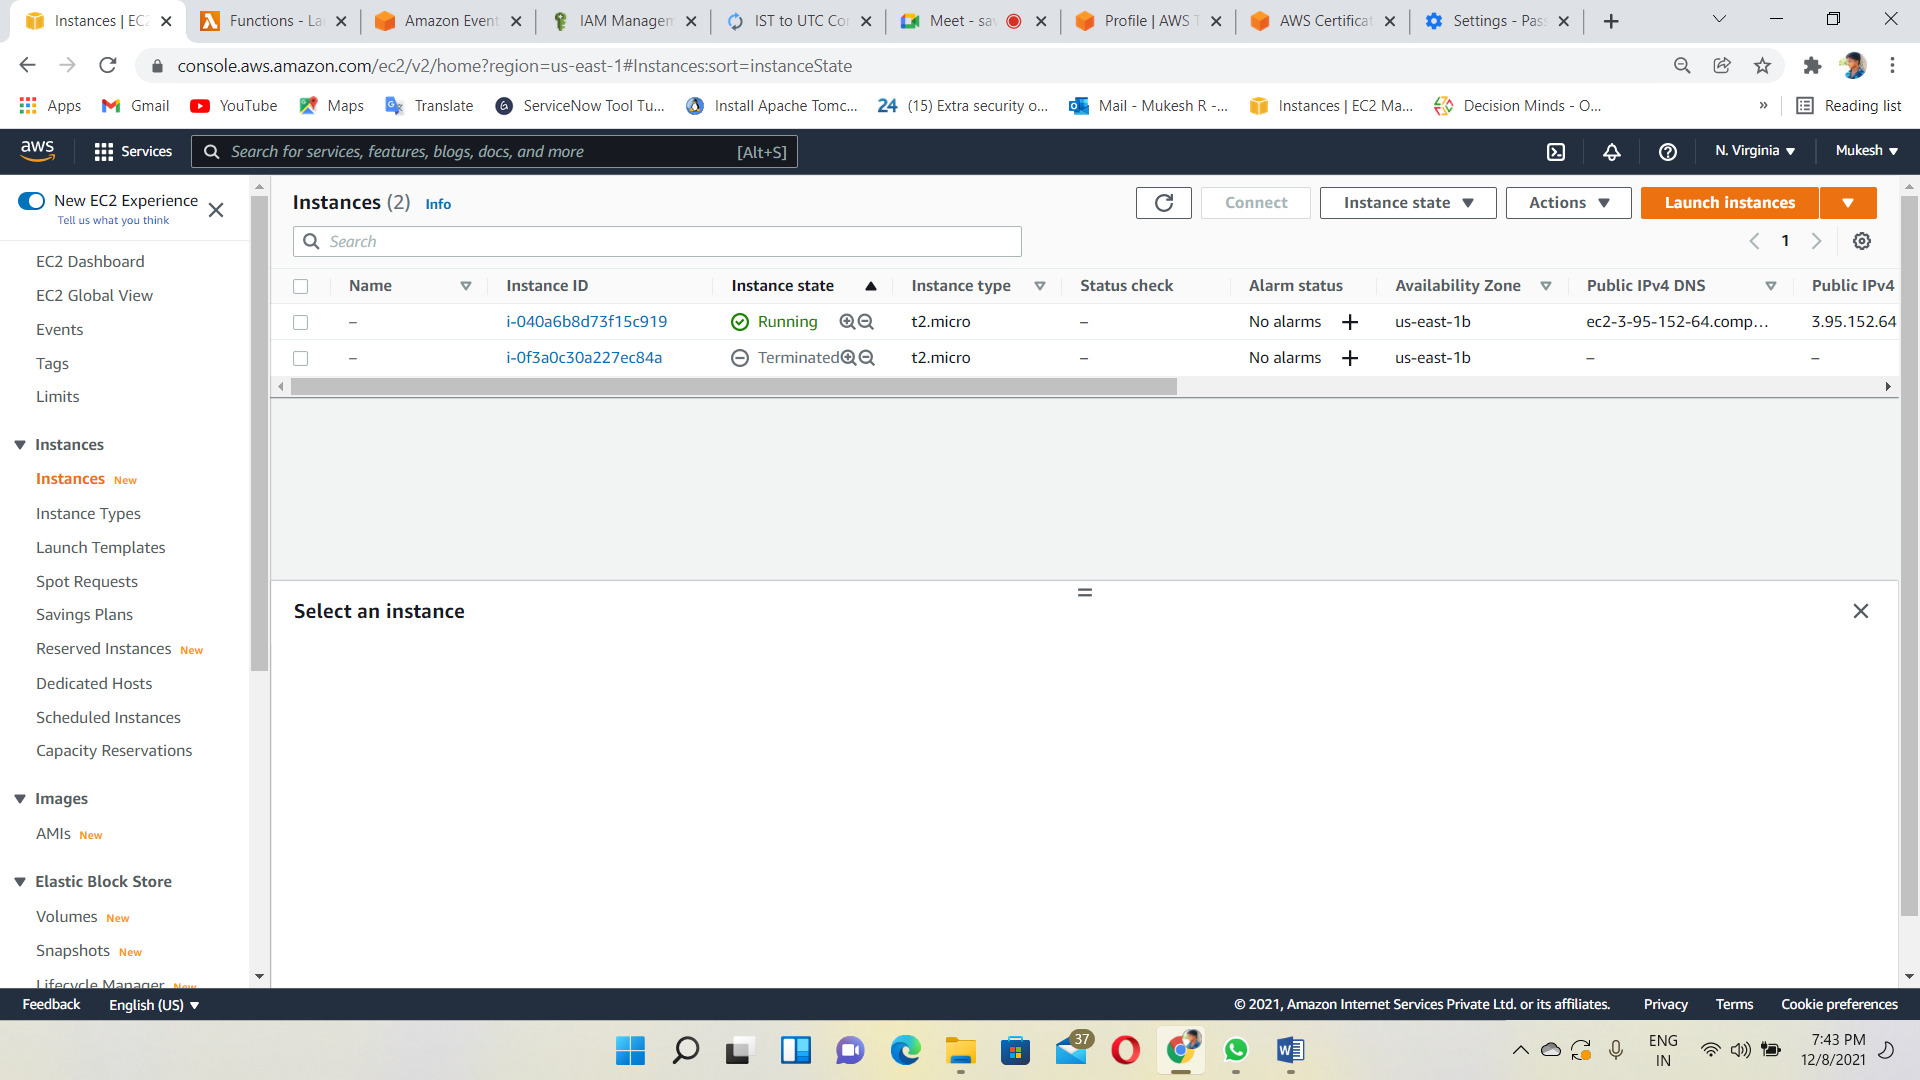 Instances | EC2
Functions - La
Amazon Event
IAM Managem
IST to UTC Con
Meet - sav
Profile | AWS T
AWS Certificat
Settings - Pass
console.aws.amazon.com/ec2/v2/home?region=us-east-1#Instances:sort=instanceState
Apps
Gmail
YouTube
Maps
Translate
ServiceNow Tool Tu...
Install Apache Tomc...
24 (15) Extra security o...
Mail - Mukesh R -...
Instances | EC2 Ma...
Decision Minds - O...
»
Reading list
aws
Services
Search for services, features, blogs, docs, and more
[Alt+S]
N. Virginia
Mukesh
New EC2 Experience
Tell us what you think
EC2 Dashboard
EC2 Global View
Events
Tags
Limits
Instances
Instances New
Instance Types
Launch Templates
Spot Requests
Savings Plans
Reserved Instances New
Dedicated Hosts
Scheduled Instances
Capacity Reservations
Images
AMIs New
Elastic Block Store
Volumes New
Snapshots New
Lifecycle Manager New
Instances (2) Info
Connect
Instance state
Actions
Launch instances
Search
1
Name Instance ID Instance state Instance type Status check Alarm status Availability Zone Public IPv4 DNS Public IPv4
– i-040a6b8d73f15c919 Running t2.micro – No alarms + us-east-1b ec2-3-95-152-64.comp... 3.95.152.64
– i-0f3a0c30a227ec84a Terminated t2.micro – No alarms + us-east-1b – –
Select an instance
Feedback
English (US)
© 2021, Amazon Internet Services Private Ltd. or its affiliates.
Privacy
Terms
Cookie preferences
37
ENG
IN
7:43 PM
12/8/2021